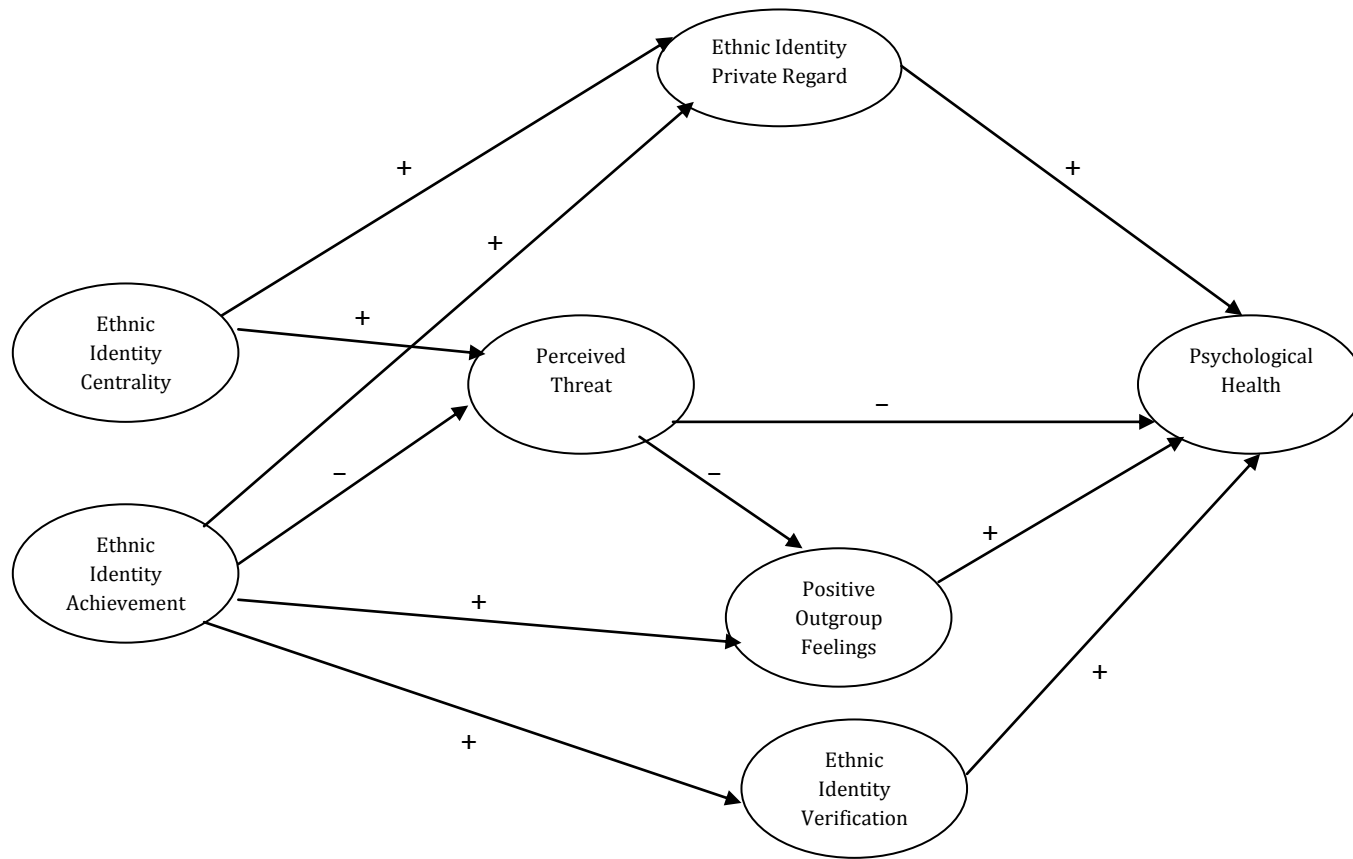 Ethnic Identity
Private Regard
+
+
+
Ethnic
Identity
Centrality
+
Perceived
Threat
Psychological
Health
–
–
–
Ethnic
Identity
Achievement
+
+
Positive
Outgroup
Feelings
+
+
Ethnic
Identity
Verification